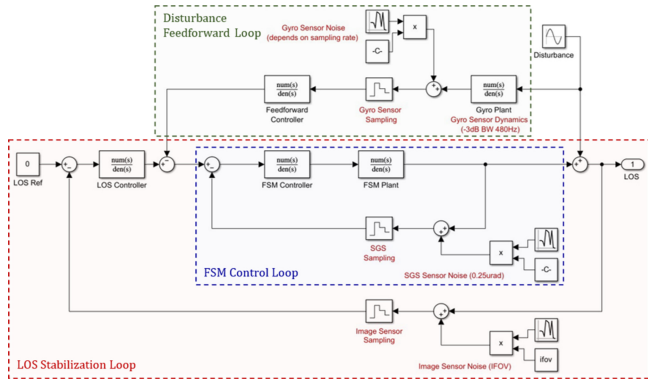 Disturbance
Feedforward Loop
Gyro Sensor Noise
(depends on sampling rate)
-C-
x
Disturbance
num(s)
den(s)
Feedforward
Controller
Gyro Sensor
Sampling
num(s)
den(s)
Gyro Plant
Gyro Sensor Dynamics
(-3dB BW 480Hz)
0
LOS Ref
num(s)
den(s)
LOS Controller
num(s)
den(s)
FSM Controller
num(s)
den(s)
FSM Plant
1
LOS
SGS
Sampling
x
-C-
SGS Sensor Noise (0.25urad)
FSM Control Loop
Image Sensor
Sampling
x
ifov
Image Sensor Noise (IFOV)
LOS Stabilization Loop